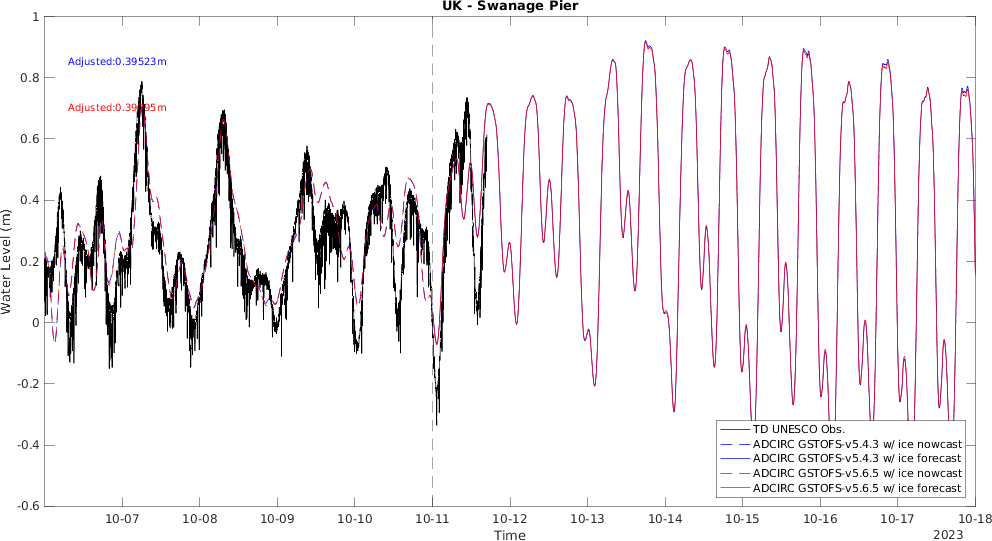 UK - Swanage Pier
1
0.8
0.6
0.4
0.2
0
-0.2
-0.4
-0.6
Water Level (m)
Adjusted:0.39523m
TD UNESCO Obs.
ADCIRC GSTOFS-v5.4.3 w/ ice nowcast
ADCIRC GSTOFS-v5.4.3 w/ ice forecast
ADCIRC GSTOFS-v5.6.5 w/ ice nowcast
ADCIRC GSTOFS-v5.6.5 w/ ice forecast
10-07 10-08 10-09 10-10 10-11 10-12 10-13 10-14 10-15 10-16 10-17 10-18
Time
2023